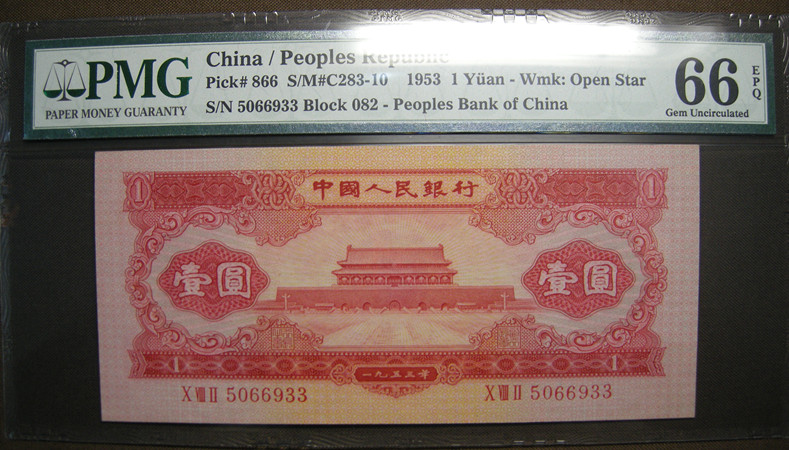 PMG
PAPER MONEY GUARANTY
China / Peoples Republic
Pick# 866 S/M#C283-10 1953 1 Yüan - Wmk: Open Star
S/N 5066933 Block 082 - Peoples Bank of China
66 EPQ
Gem Uncirculated
1 中國人民銀行 1
壹圓 壹圓
1 一九五三年 1
X VIII II 5066933 X VIII II 5066933